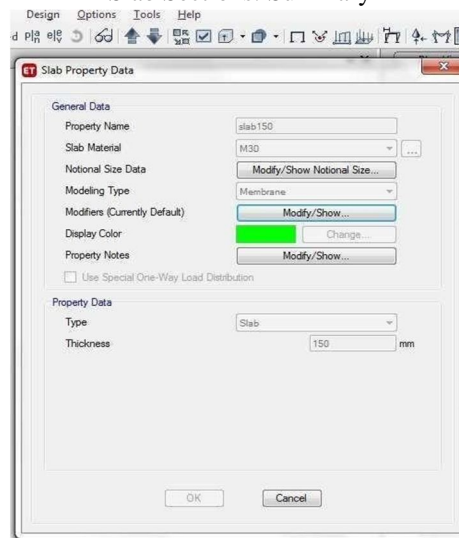 Design Options Tools Help
d
ET Slab Property Data
General Data
Property Name slab150
Slab Material M30 ...
Notional Size Data Modify/Show Notional Size...
Modeling Type Membrane
Modifiers (Currently Default) Modify/Show...
Display Color Change...
Property Notes Modify/Show...
Use Special One-Way Load Distribution
Property Data
Type Slab
Thickness 150 mm
OK Cancel